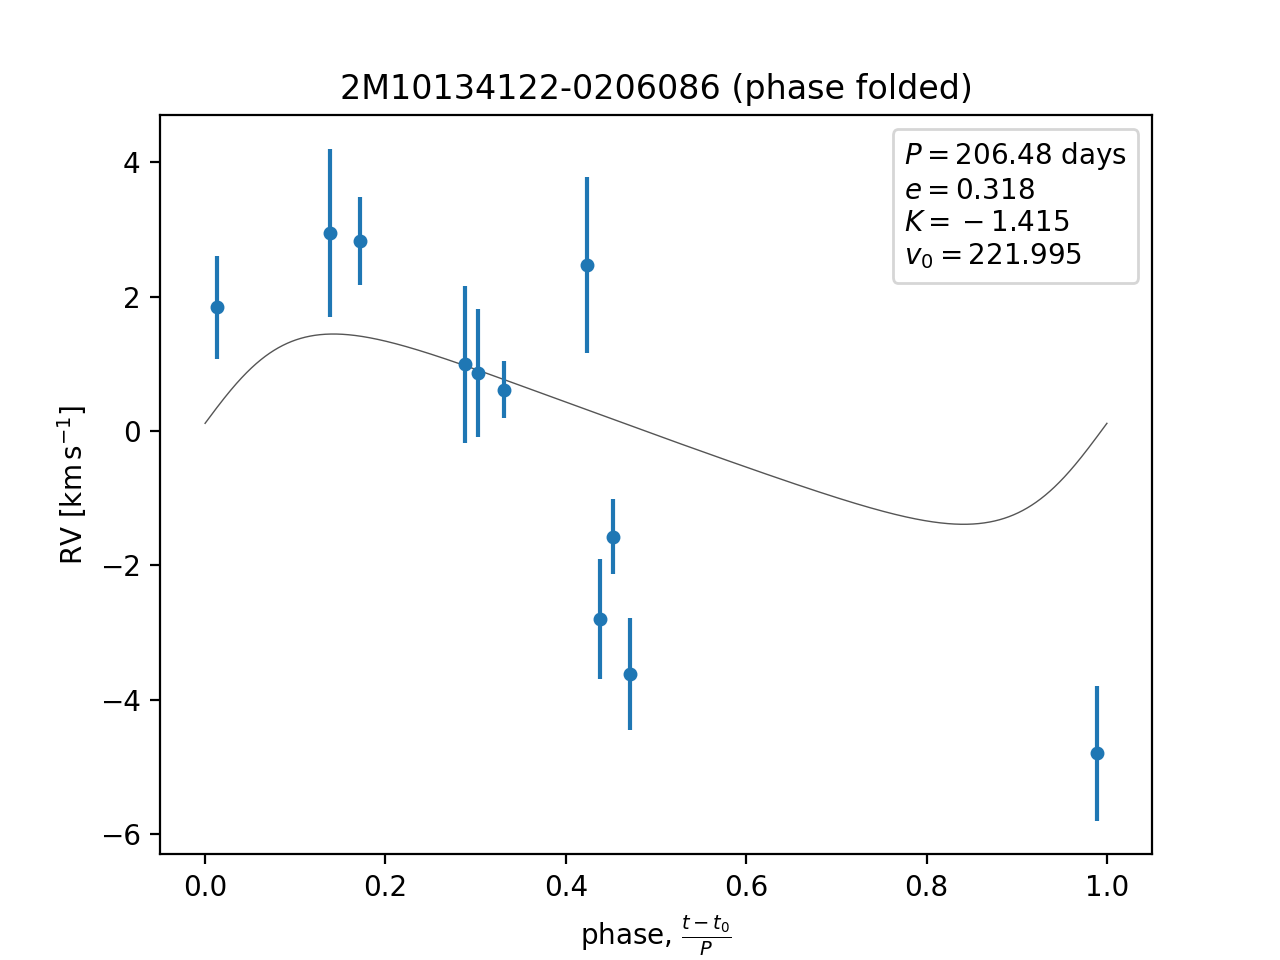 2M10134122-0206086 (phase folded)
P = 206.48 days
e = 0.318
K = −1.415
v₀ = 221.995
RV [km s⁻¹]
4
2
0
−2
−4
−6
0.0 0.2 0.4 0.6 0.8 1.0
phase, (t − t₀)/P